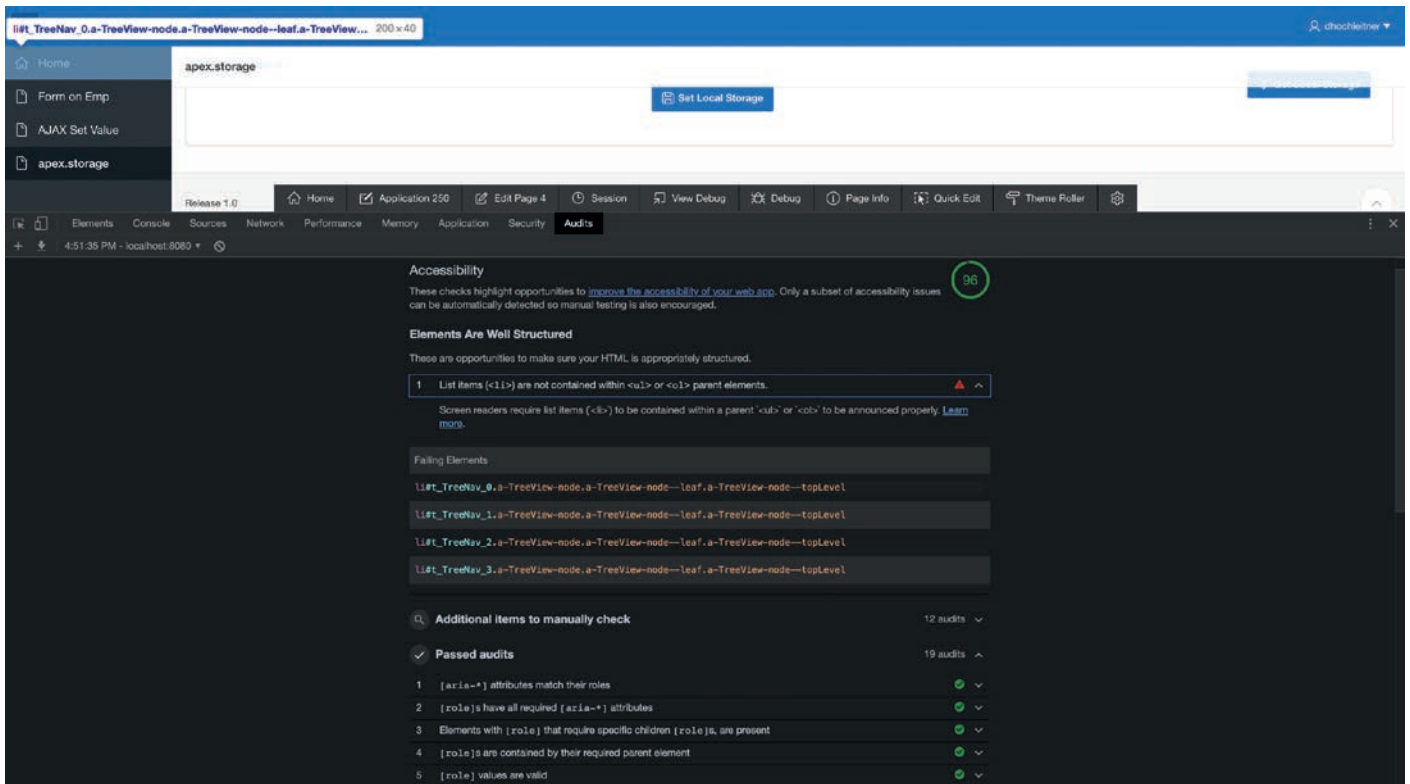 li#t_TreeNav_0.a-TreeView-node.a-TreeView-node--leaf.a-TreeView... 200×40
dhochleitner
Home
apex.storage
Form on Emp
Set Local Storage
AJAX Set Value
apex.storage
Release 1.0
Home Application 250 Edit Page 4 Session View Debug Debug Page Info Quick Edit Theme Roller
Elements Console Sources Network Performance Memory Application Security Audits
4:51:35 PM - localhost:8080
Accessibility
96
These checks highlight opportunities to improve the accessibility of your web app. Only a subset of accessibility issues
can be automatically detected so manual testing is also encouraged.
Elements Are Well Structured
These are opportunities to make sure your HTML is appropriately structured.
1 List items (<li>) are not contained within <ul> or <ol> parent elements.
Screen readers require list items (`<li>`) to be contained within a parent `<ul>` or `<ol>` to be announced properly. Learn
more.
Failing Elements
li#t_TreeNav_0.a-TreeView-node.a-TreeView-node--leaf.a-TreeView-node--topLevel
li#t_TreeNav_1.a-TreeView-node.a-TreeView-node--leaf.a-TreeView-node--topLevel
li#t_TreeNav_2.a-TreeView-node.a-TreeView-node--leaf.a-TreeView-node--topLevel
li#t_TreeNav_3.a-TreeView-node.a-TreeView-node--leaf.a-TreeView-node--topLevel
Additional items to manually check 12 audits
Passed audits 19 audits
1 [aria-*] attributes match their roles
2 [role]s have all required [aria-*] attributes
3 Elements with [role] that require specific children [role]s, are present
4 [role]s are contained by their required parent element
5 [role] values are valid